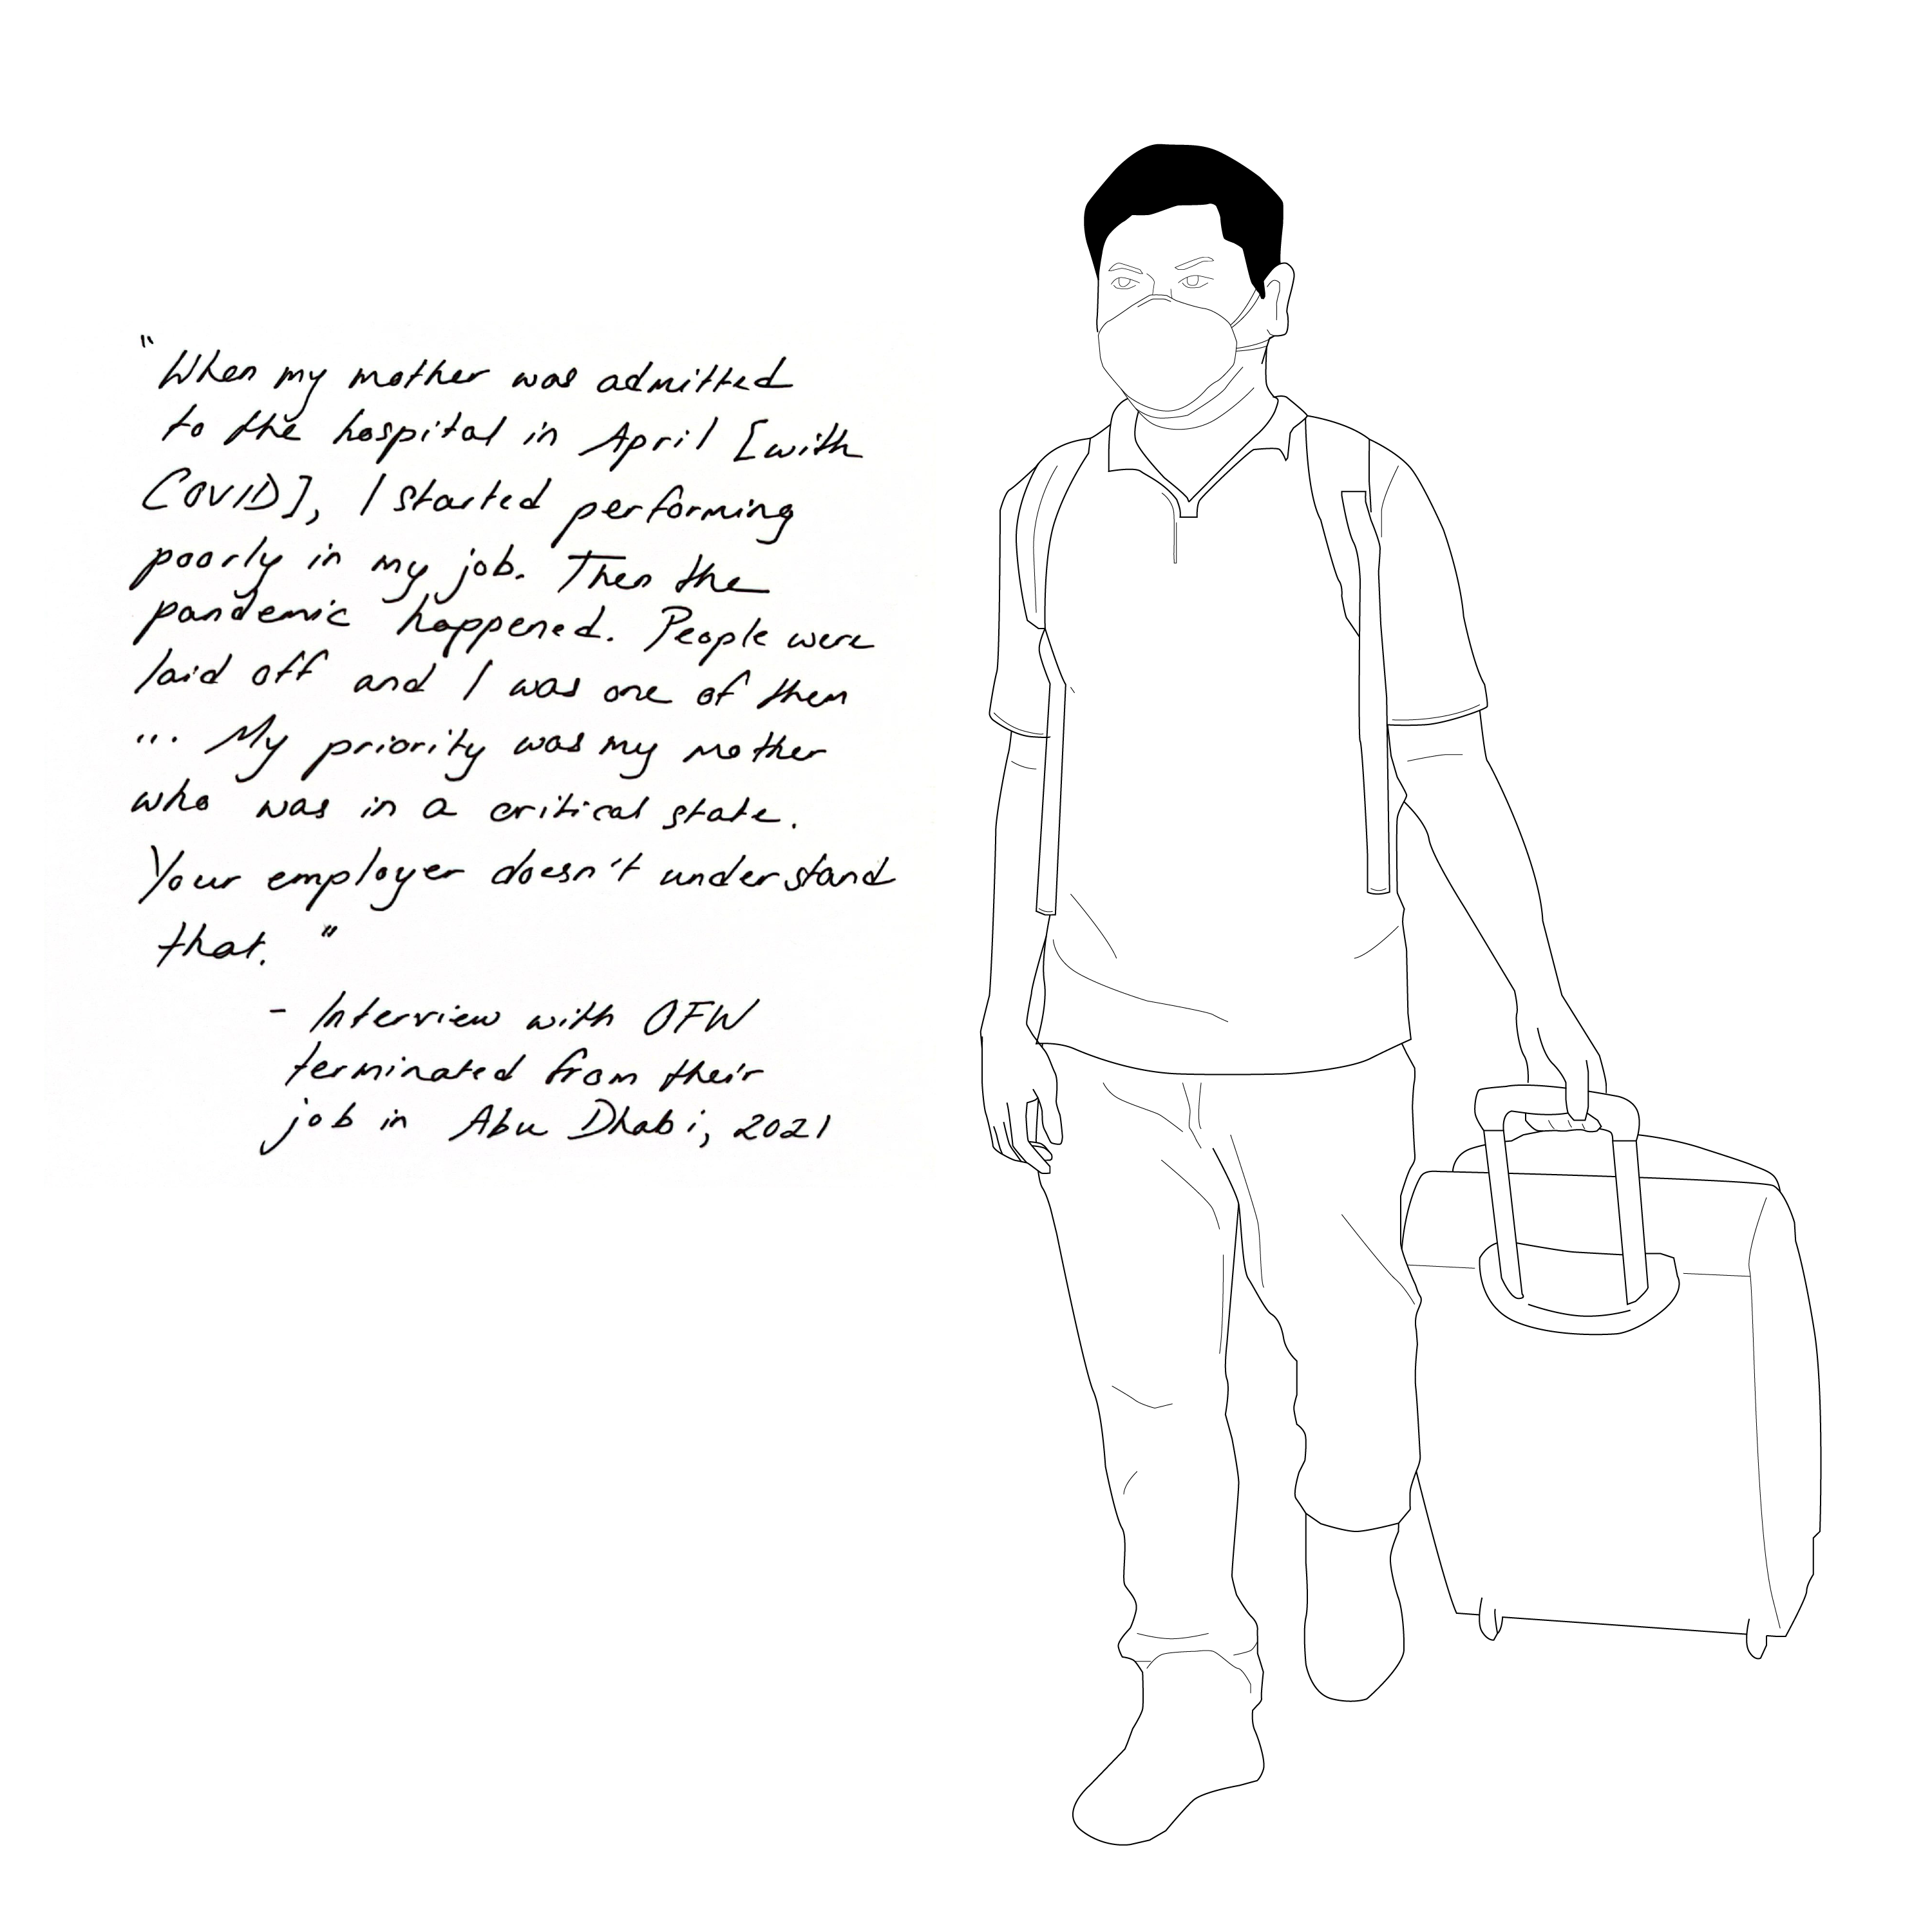 "When my mother was admitted
to the hospital in April [with
COVID], I started performing
poorly in my job. Then the
pandemic happened. People were
laid off and I was one of them
... My priority was my mother
who was in a critical state.
Your employer doesn't understand
that."
- Interview with OFW
terminated from their
job in Abu Dhabi, 2021